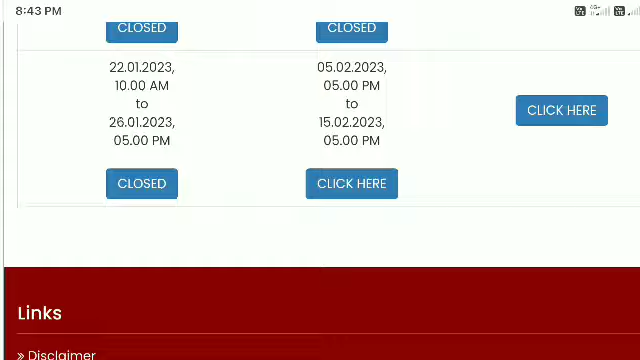 8:43 PM
CLOSED
CLOSED
22.01.2023,
10.00 AM
to
26.01.2023,
05.00 PM
CLOSED
05.02.2023,
05.00 PM
to
15.02.2023,
05.00 PM
CLICK HERE
CLICK HERE
Links
» Disclaimer